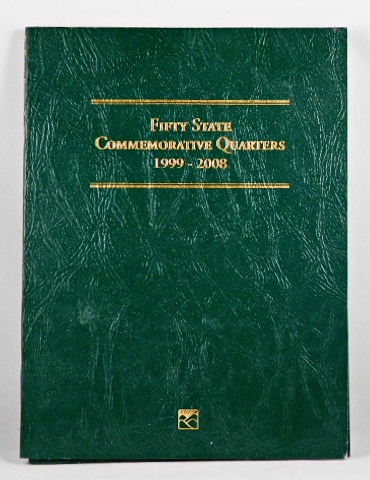 FIFTY STATE
COMMEMORATIVE QUARTERS
1999 - 2008